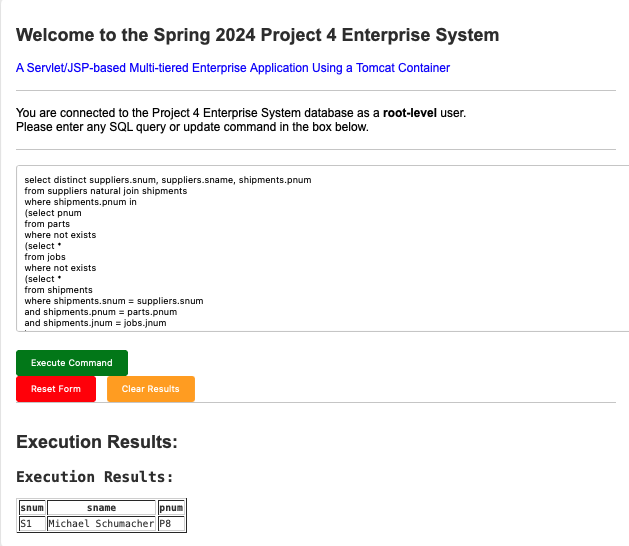 Welcome to the Spring 2024 Project 4 Enterprise System
A Servlet/JSP-based Multi-tiered Enterprise Application Using a Tomcat Container
You are connected to the Project 4 Enterprise System database as a root-level user.
Please enter any SQL query or update command in the box below.
select distinct suppliers.snum, suppliers.sname, shipments.pnum
from suppliers natural join shipments
where shipments.pnum in
(select pnum
from parts
where not exists
(select *
from jobs
where not exists
(select *
from shipments
where shipments.snum = suppliers.snum
and shipments.pnum = parts.pnum
and shipments.jnum = jobs.jnum
Execute Command
Reset Form Clear Results
Execution Results:
Execution Results:
snum sname pnum
S1 Michael Schumacher P8